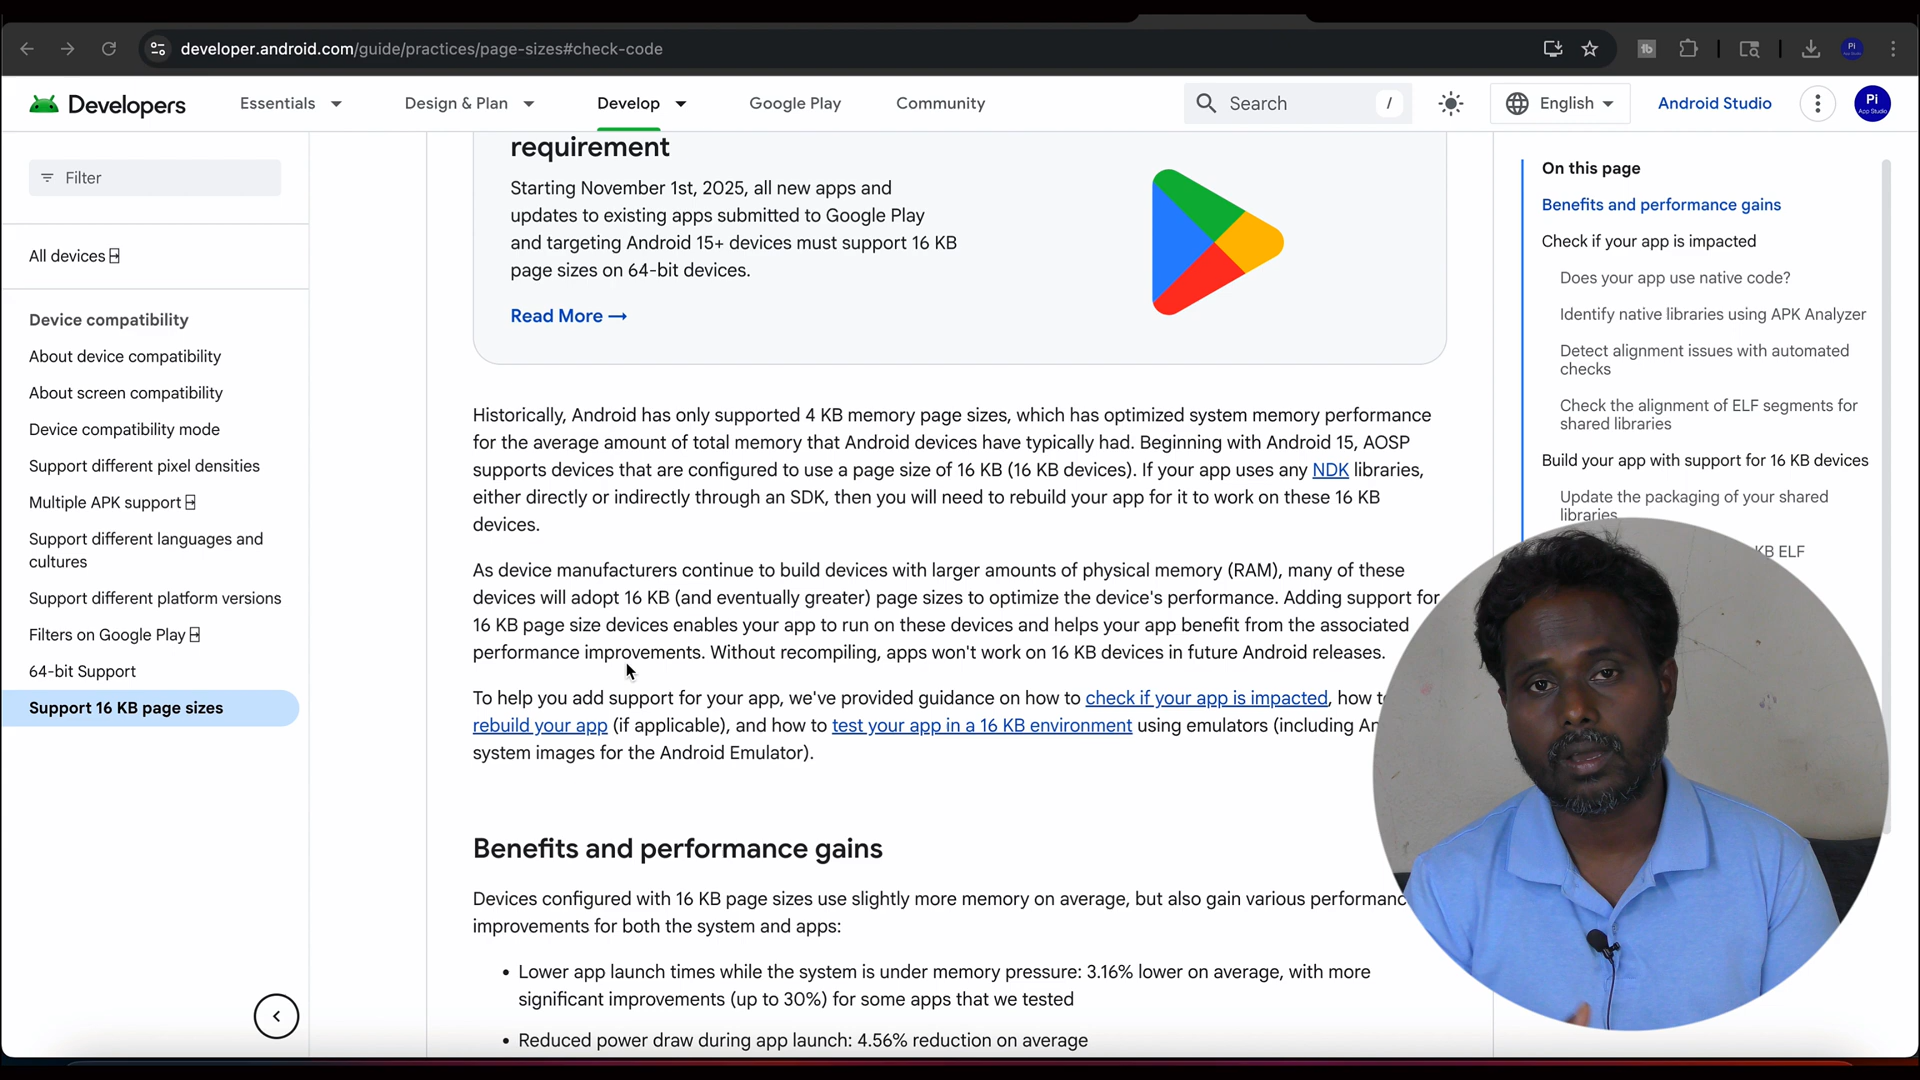 developer.android.com/guide/practices/page-sizes#check-code
Developers
Essentials
Design & Plan
Develop
Google Play
Community
Search
/
English
Android Studio
Pi
App Studio
Filter
All devices
Device compatibility
About device compatibility
About screen compatibility
Device compatibility mode
Support different pixel densities
Multiple APK support
Support different languages and
cultures
Support different platform versions
Filters on Google Play
64-bit Support
Support 16 KB page sizes
requirement
Starting November 1st, 2025, all new apps and
updates to existing apps submitted to Google Play
and targeting Android 15+ devices must support 16 KB
page sizes on 64-bit devices.
Read More →
Historically, Android has only supported 4 KB memory page sizes, which has optimized system memory performance
for the average amount of total memory that Android devices have typically had. Beginning with Android 15, AOSP
supports devices that are configured to use a page size of 16 KB (16 KB devices). If your app uses any NDK libraries,
either directly or indirectly through an SDK, then you will need to rebuild your app for it to work on these 16 KB
devices.
As device manufacturers continue to build devices with larger amounts of physical memory (RAM), many of these
devices will adopt 16 KB (and eventually greater) page sizes to optimize the device's performance. Adding support for
16 KB page size devices enables your app to run on these devices and helps your app benefit from the associated
performance improvements. Without recompiling, apps won't work on 16 KB devices in future Android releases.
To help you add support for your app, we've provided guidance on how to check if your app is impacted, how
rebuild your app (if applicable), and how to test your app in a 16 KB environment using emulators (including
system images for the Android Emulator).
Benefits and performance gains
Devices configured with 16 KB page sizes use slightly more memory on average, but also gain various
improvements for both the system and apps:
• Lower app launch times while the system is under memory pressure: 3.16% lower on average, with more
significant improvements (up to 30%) for some apps that we tested
• Reduced power draw during app launch: 4.56% reduction on average
On this page
Benefits and performance gains
Check if your app is impacted
Does your app use native code?
Identify native libraries using APK Analyzer
Detect alignment issues with automated
checks
Check the alignment of ELF segments for
shared libraries
Build your app with support for 16 KB devices
Update the packaging of your shared
libraries
KB ELF